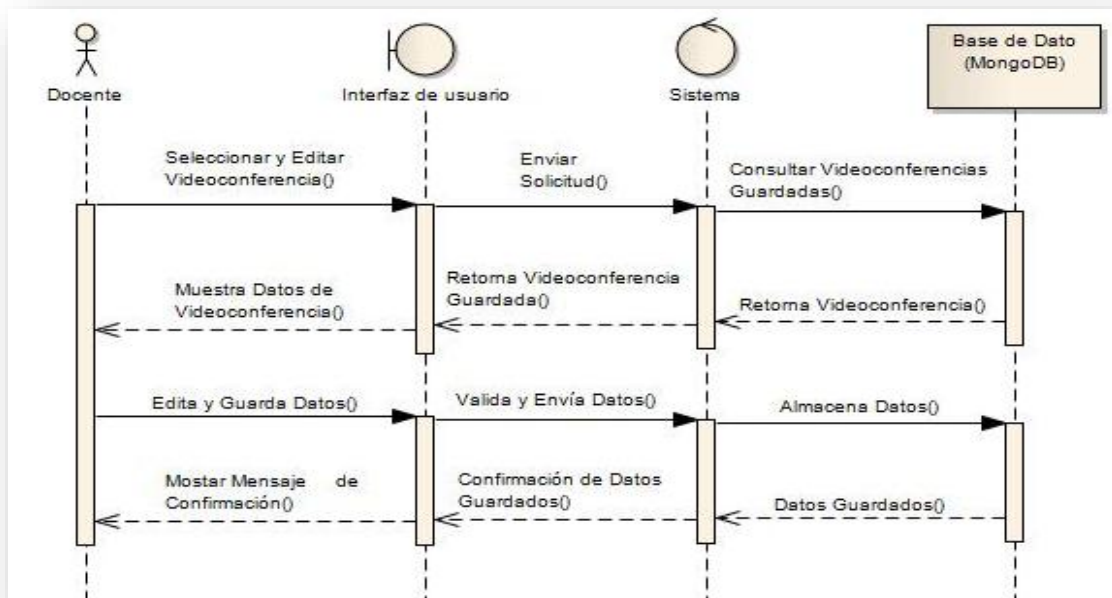 Docente
Interfaz de usuario
Sistema
Base de Dato
(MongoDB)
Seleccionar y Editar
Videoconferencia()
Enviar
Solicitud()
Consultar Videoconferencias
Guardadas()
Muestra Datos de
Videoconferencia()
Retorna Videoconferencia
Guardada()
Retorna Videoconferencia()
Edita y Guarda Datos()
Valida y Envía Datos()
Almacena Datos()
Mostar Mensaje de
Confirmación()
Confirmación de Datos
Guardados()
Datos Guardados()